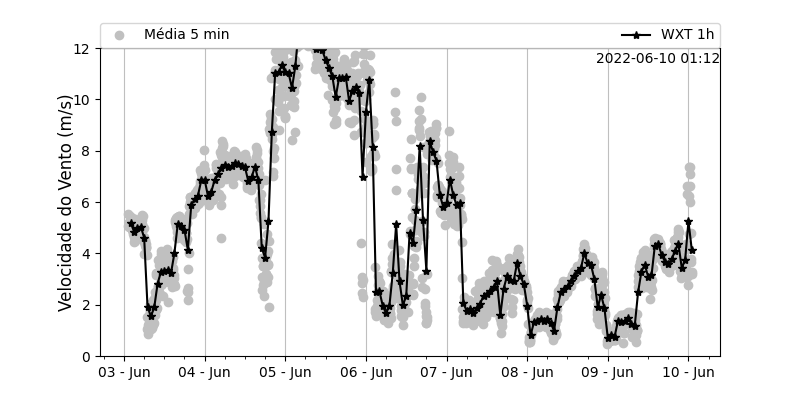 Média 5 min
WXT 1h
2022-06-10 01:12
Velocidade do Vento (m/s)
12
10
8
6
4
2
0
03 - Jun
04 - Jun
05 - Jun
06 - Jun
07 - Jun
08 - Jun
09 - Jun
10 - Jun